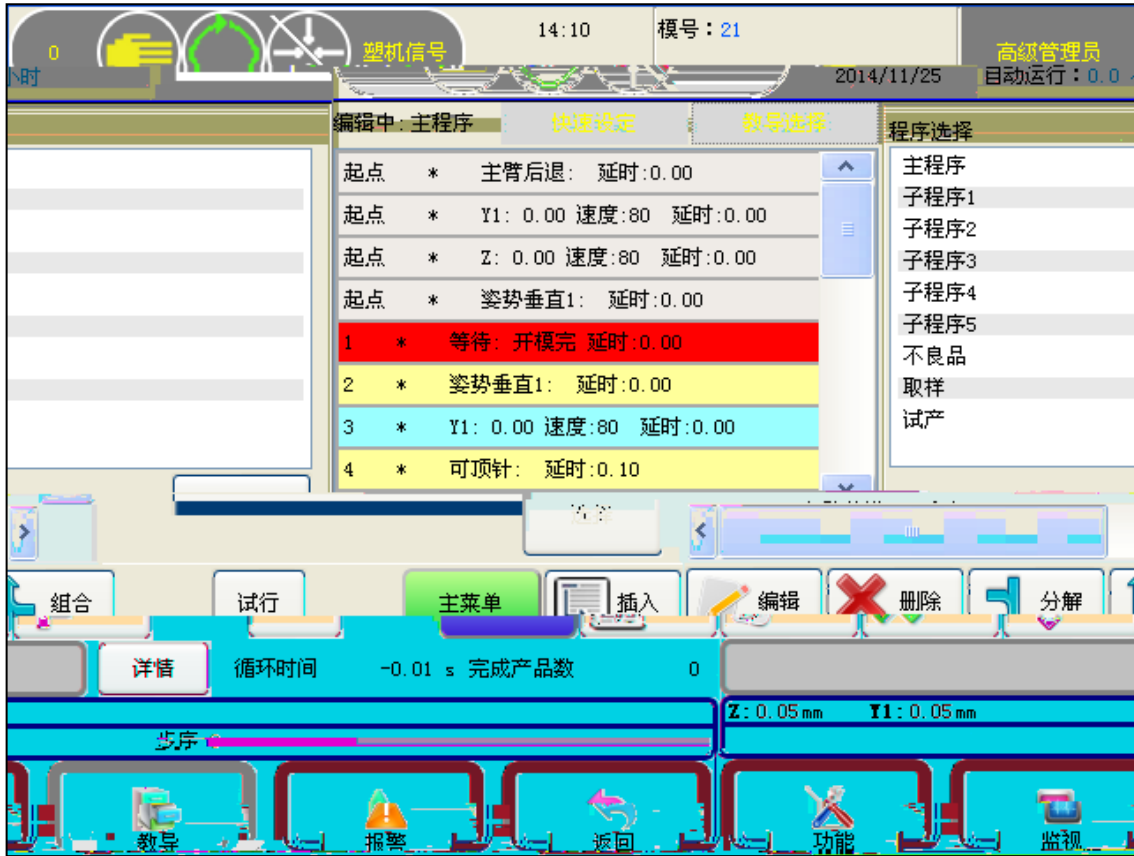 0 塑机信号 14:10 模号：21 高级管理员
小时 2014/11/25 自动运行：0.0
编辑中：主程序 快速设定 教导选择 程序选择
起点 * 主臂后退： 延时:0.00
起点 * Y1: 0.00 速度:80 延时:0.00
起点 * Z: 0.00 速度:80 延时:0.00
起点 * 姿势垂直1: 延时:0.00
1 * 等待: 开模完 延时:0.00
2 * 姿势垂直1: 延时:0.00
3 * Y1: 0.00 速度:80 延时:0.00
4 * 可顶针: 延时:0.10
主程序
子程序1
子程序2
子程序3
子程序4
子程序5
不良品
取样
试产
组合 试行 主菜单 插入 编辑 删除 分解
详情 循环时间 -0.01 s 完成产品数 0
Z:0.05mm Y1:0.05mm
步序
教导 报警 返回 功能 监视